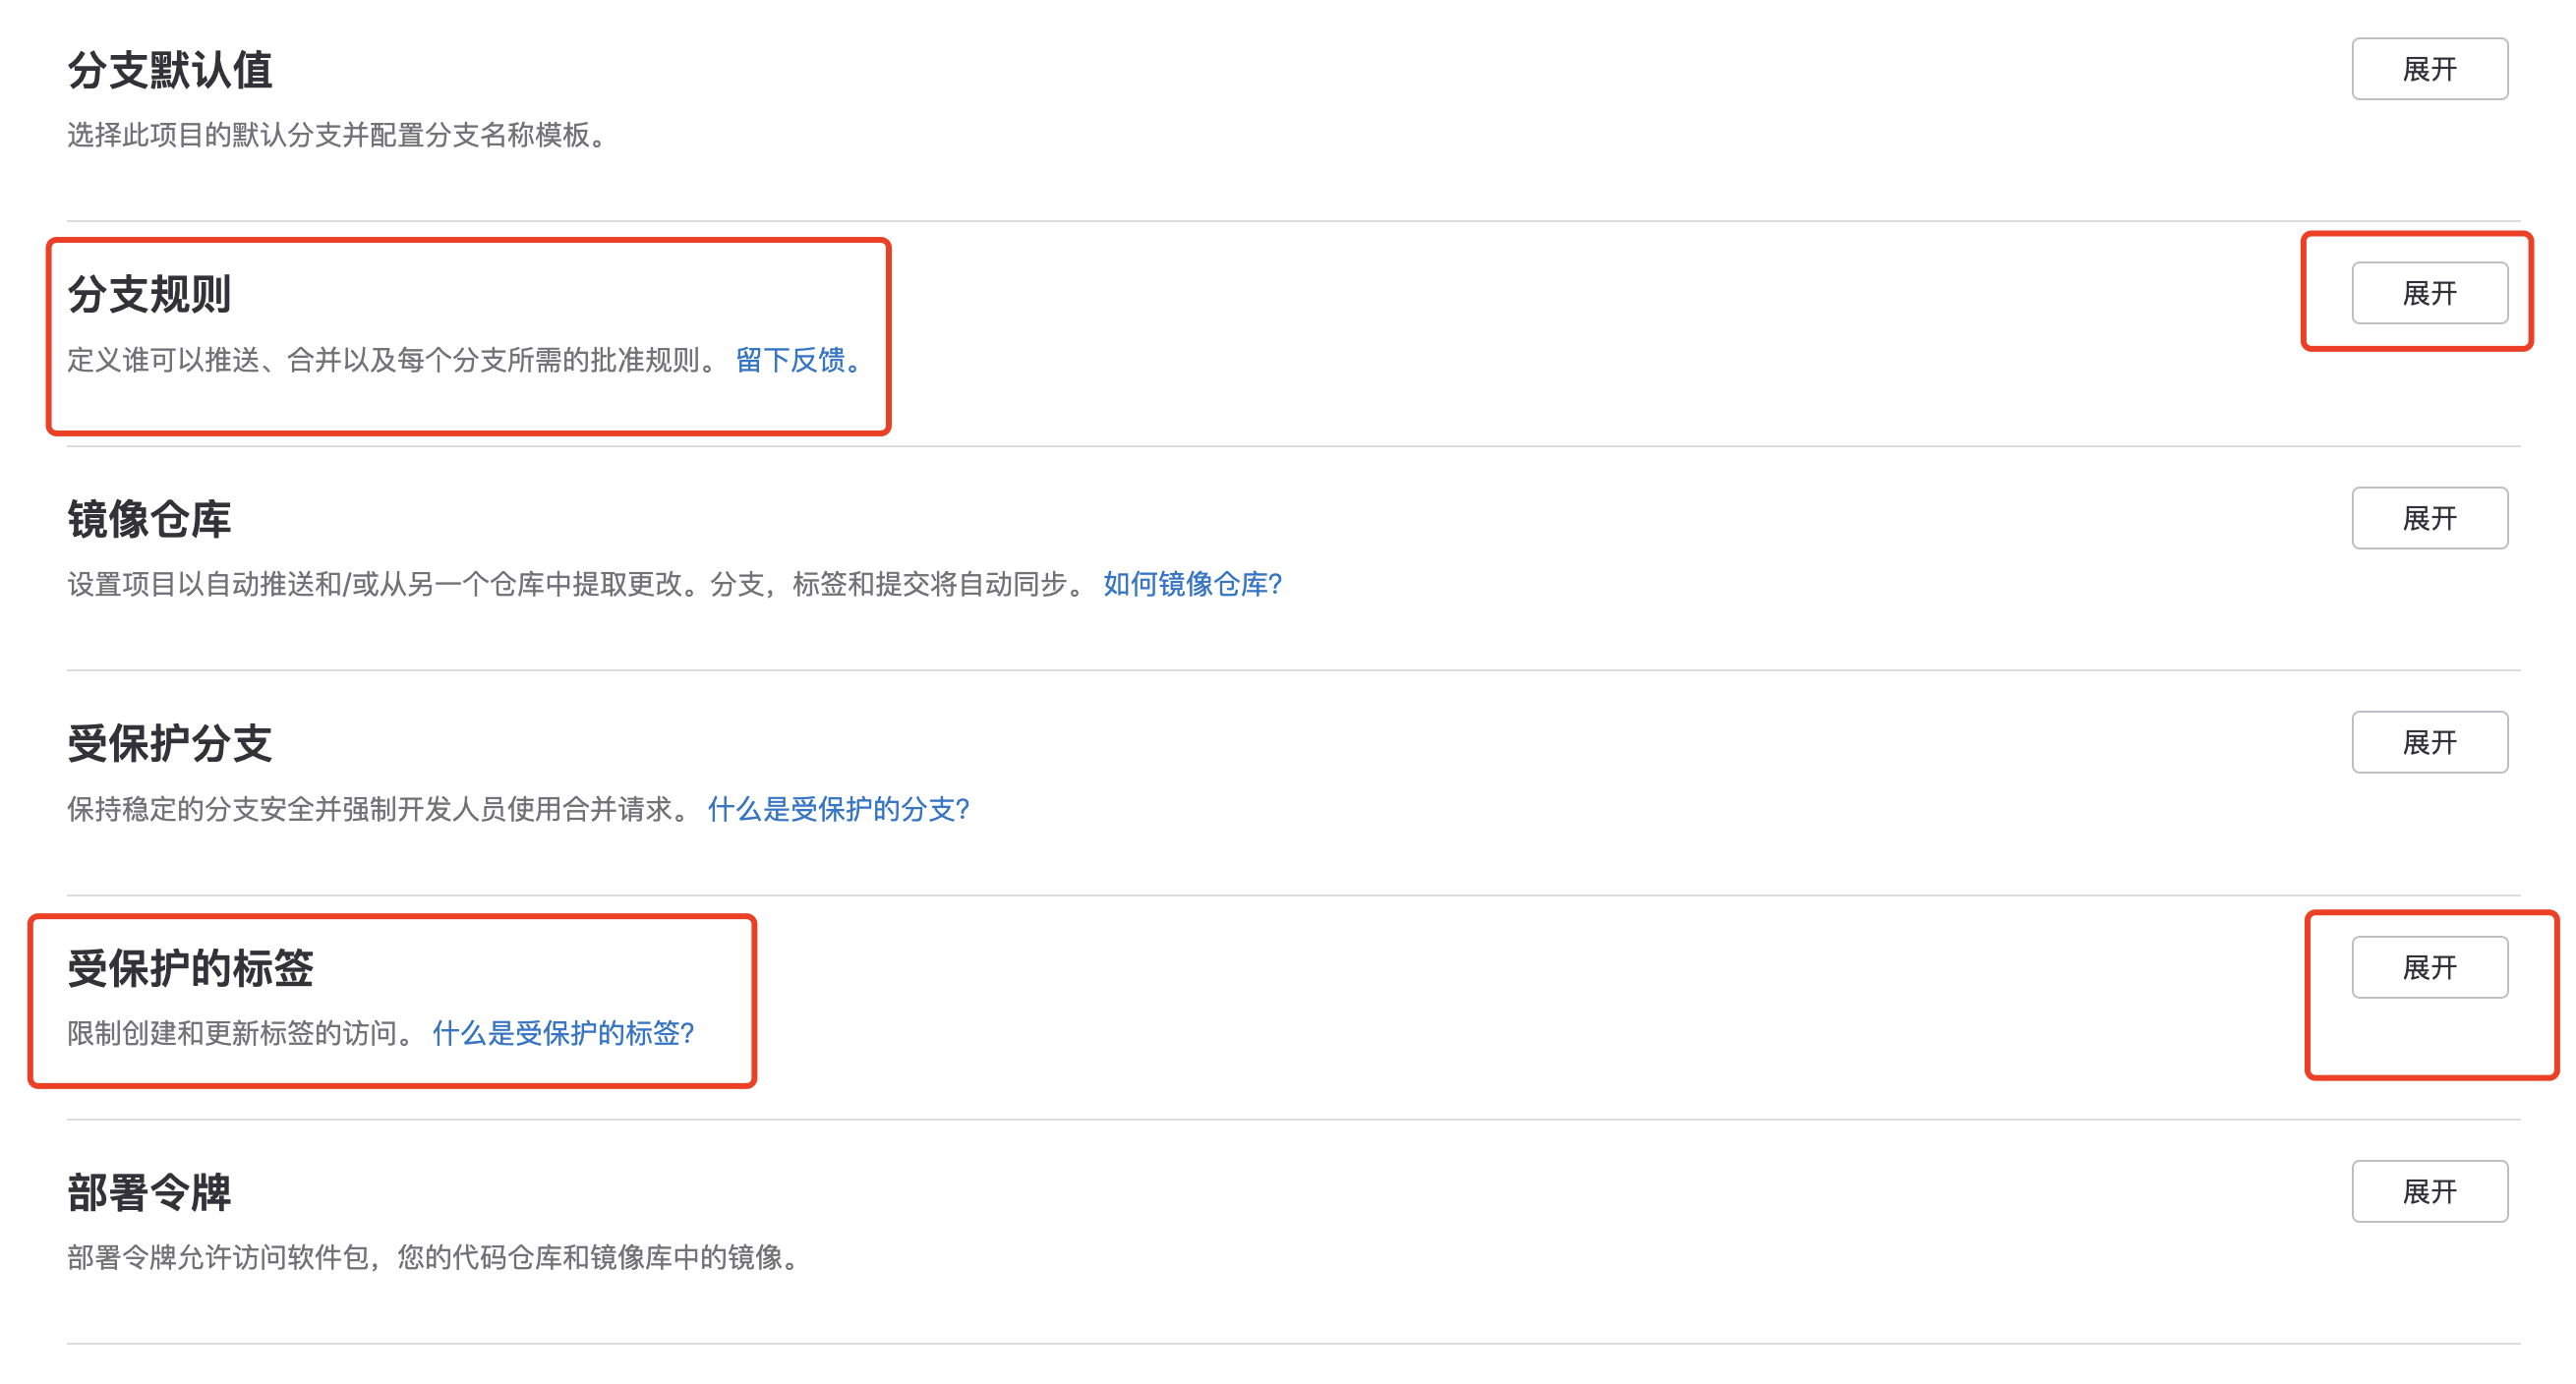 分支默认值
展开
选择此项目的默认分支并配置分支名称模板。
分支规则
展开
定义谁可以推送、合并以及每个分支所需的批准规则。 留下反馈。
镜像仓库
展开
设置项目以自动推送和/或从另一个仓库中提取更改。分支，标签和提交将自动同步。 如何镜像仓库?
受保护分支
展开
保持稳定的分支安全并强制开发人员使用合并请求。 什么是受保护的分支?
受保护的标签
展开
限制创建和更新标签的访问。 什么是受保护的标签?
部署令牌
展开
部署令牌允许访问软件包，您的代码仓库和镜像库中的镜像。